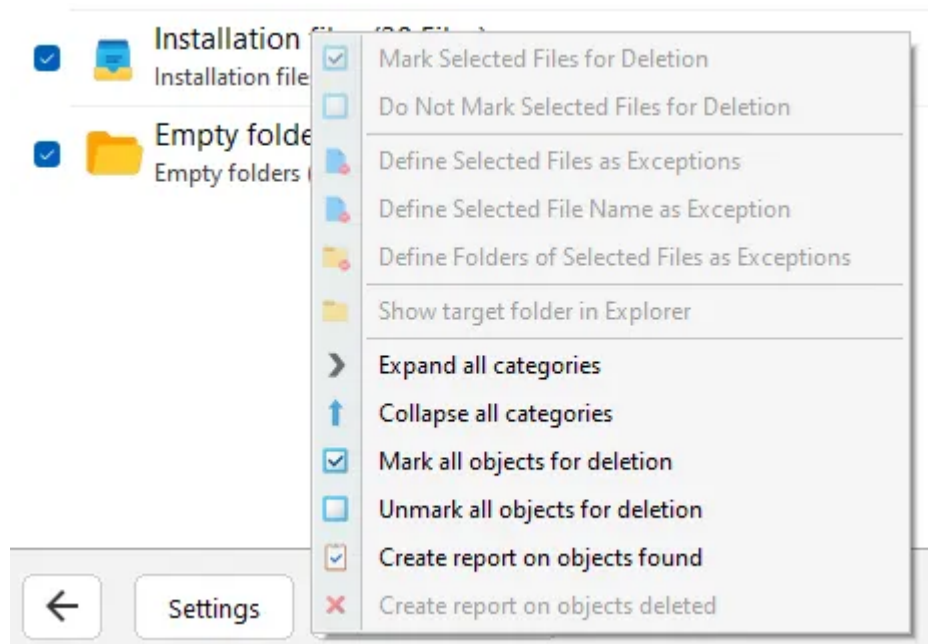 Installation
Installation file
Empty folde
Empty folders
Mark Selected Files for Deletion
Do Not Mark Selected Files for Deletion
Define Selected Files as Exceptions
Define Selected File Name as Exception
Define Folders of Selected Files as Exceptions
Show target folder in Explorer
Expand all categories
Collapse all categories
Mark all objects for deletion
Unmark all objects for deletion
Create report on objects found
Create report on objects deleted
Settings